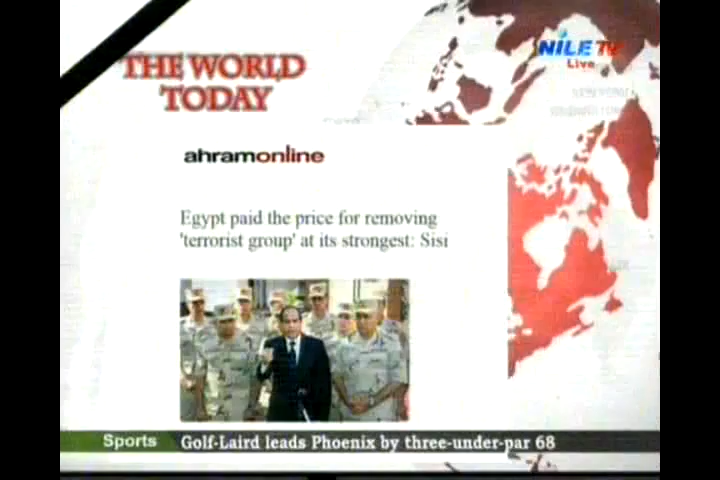 NILE TV
Live
THE WORLD
TODAY
ahramonline
Egypt paid the price for removing
'terrorist group' at its strongest: Sisi
Sports Golf-Laird leads Phoenix by three-under-par 68